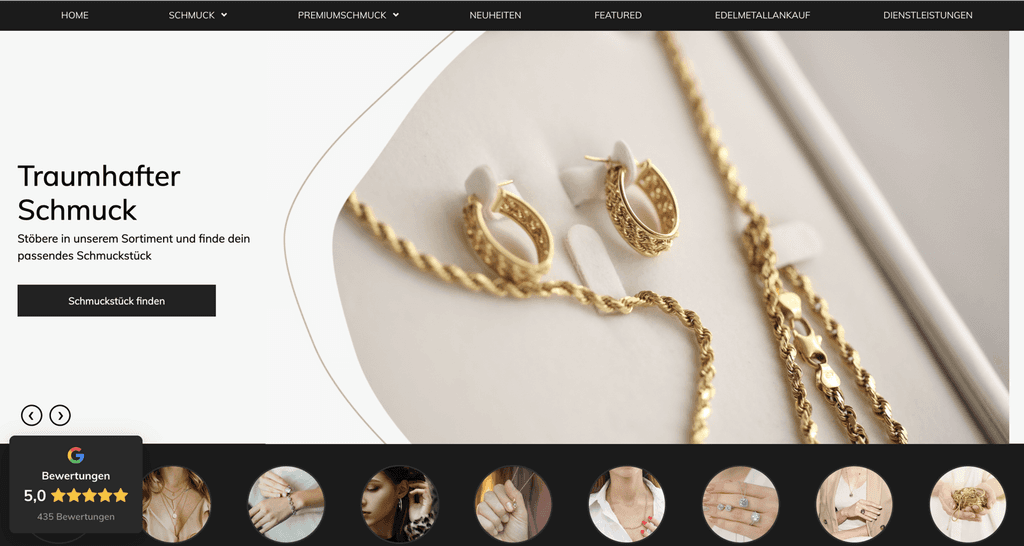 HOME
SCHMUCK
PREMIUMSCHMUCK
NEUHEITEN
FEATURED
EDELMETALLANKAUF
DIENSTLEISTUNGEN
Traumhafter
Schmuck
Stöbere in unserem Sortiment und finde dein
passendes Schmuckstück
Schmuckstück finden
Bewertungen
5,0
435 Bewertungen